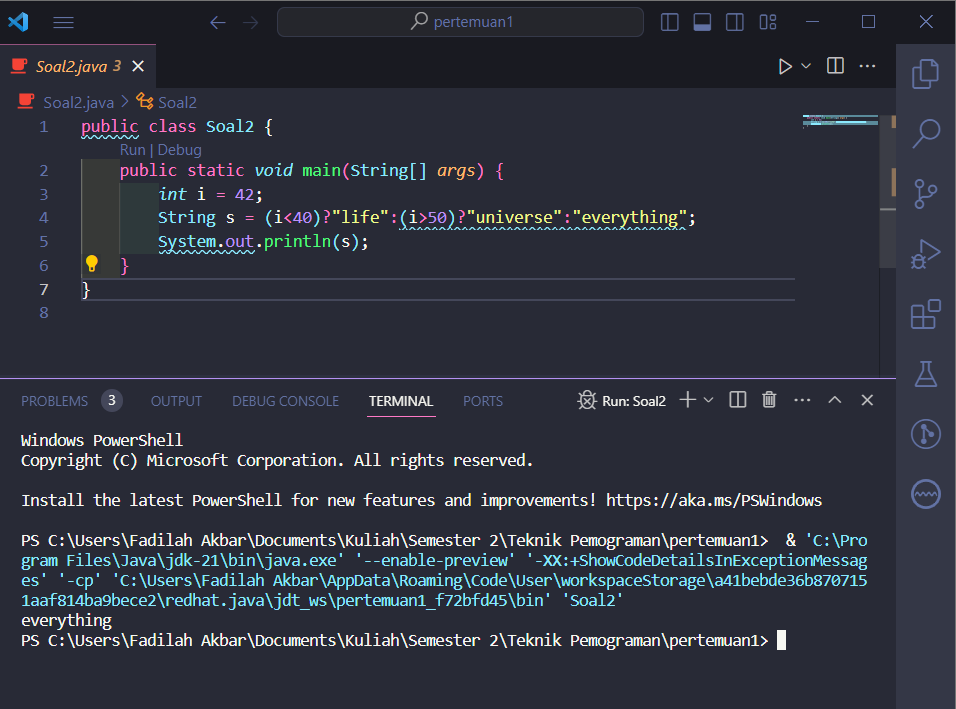 pertemuan1
Soal2.java 3
Soal2.java > Soal2
1 public class Soal2 {
Run | Debug
2 public static void main(String[] args) {
3 int i = 42;
4 String s = (i<40)?"life":(i>50)?"universe":"everything";
5 System.out.println(s);
6 }
7 }
8
PROBLEMS 3 OUTPUT DEBUG CONSOLE TERMINAL PORTS Run: Soal2
Windows PowerShell
Copyright (C) Microsoft Corporation. All rights reserved.
Install the latest PowerShell for new features and improvements! https://aka.ms/PSWindows
PS C:\Users\Fadilah Akbar\Documents\Kuliah\Semester 2\Teknik Pemograman\pertemuan1>  & 'C:\Pro
gram Files\Java\jdk-21\bin\java.exe' '--enable-preview' '-XX:+ShowCodeDetailsInExceptionMessag
es' '-cp' 'C:\Users\Fadilah Akbar\AppData\Roaming\Code\User\workspaceStorage\a41bebde36b870715
1aaf814ba9bece2\redhat.java\jdt_ws\pertemuan1_f72bfd45\bin' 'Soal2'
everything
PS C:\Users\Fadilah Akbar\Documents\Kuliah\Semester 2\Teknik Pemograman\pertemuan1>